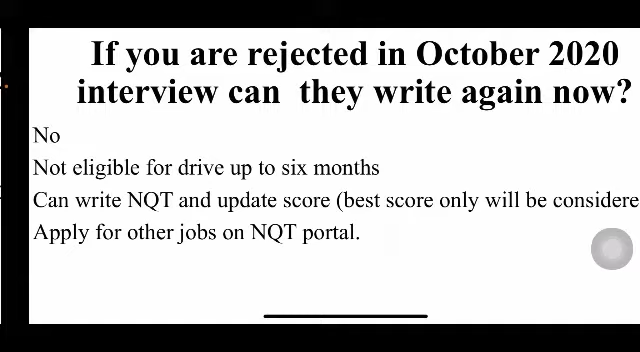 If you are rejected in October 2020
interview can they write again now?
No
Not eligible for drive up to six months
Can write NQT and update score (best score only will be considere
Apply for other jobs on NQT portal.